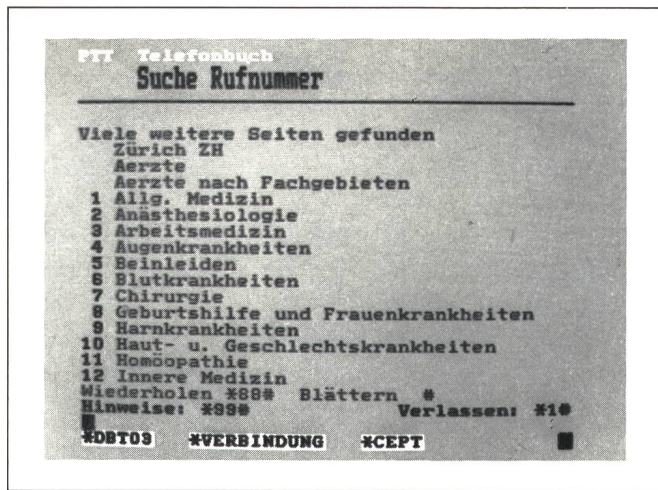 PTT Telefonbuch
Suche Rufnummer
Viele weitere Seiten gefunden
Zürich ZH
Aerzte
Aerzte nach Fachgebieten
1 Allg. Medizin
2 Anästhesiologie
3 Arbeitsmedizin
4 Augenkrankheiten
5 Beinleiden
6 Blutkrankheiten
7 Chirurgie
8 Geburtshilfe und Frauenkrankheiten
9 Harnkrankheiten
10 Haut- u. Geschlechtskrankheiten
11 Homöopathie
12 Innere Medizin
Wiederholen *88# Blättern #
Hinweise: *99# Verlassen: *1#
*DBT03 *VERBINDUNG *CEPT